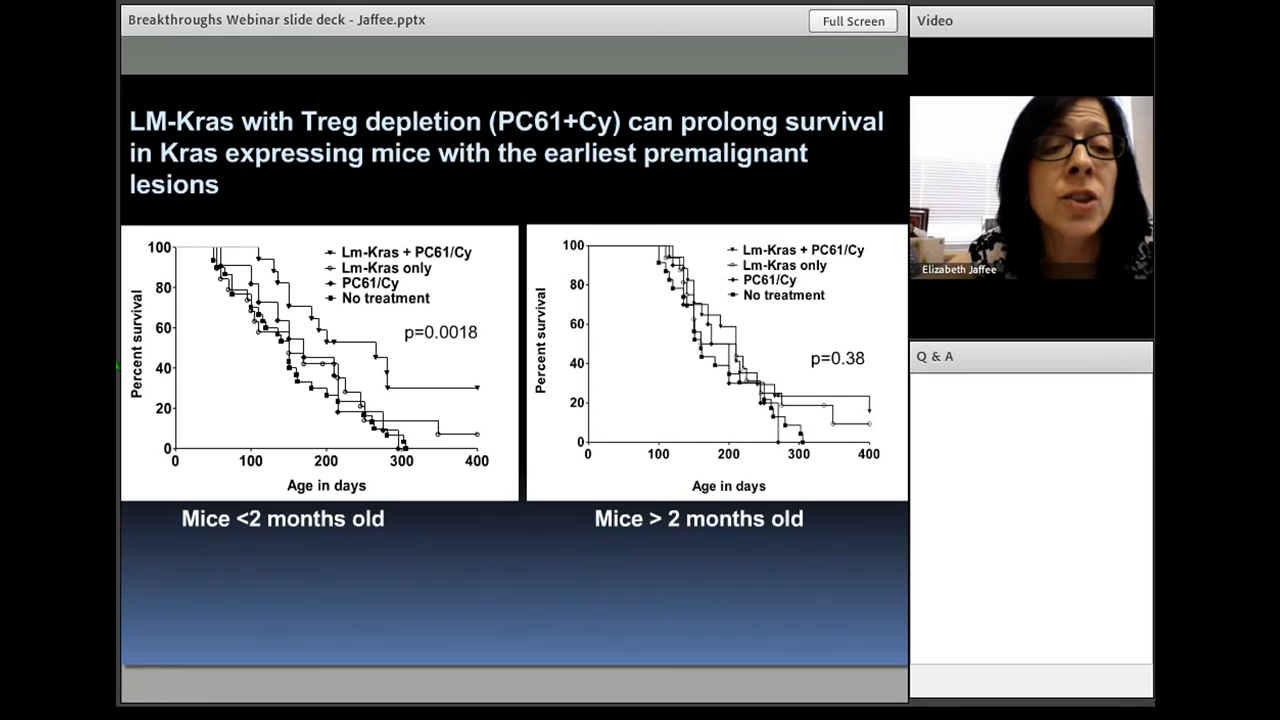 Breakthroughs Webinar slide deck - Jaffee.pptx
Full Screen
Video
LM-Kras with Treg depletion (PC61+Cy) can prolong survival
in Kras expressing mice with the earliest premalignant
lesions
Percent survival
100
80
60
40
20
0
0 100 200 300 400
Age in days
Lm-Kras + PC61/Cy
Lm-Kras only
PC61/Cy
No treatment
p=0.0018
Mice <2 months old
Percent survival
100
80
60
40
20
0
0 100 200 300 400
Age in days
Lm-Kras + PC61/Cy
Lm-Kras only
PC61/Cy
No treatment
p=0.38
Mice > 2 months old
Elizabeth Jaffee
Q & A